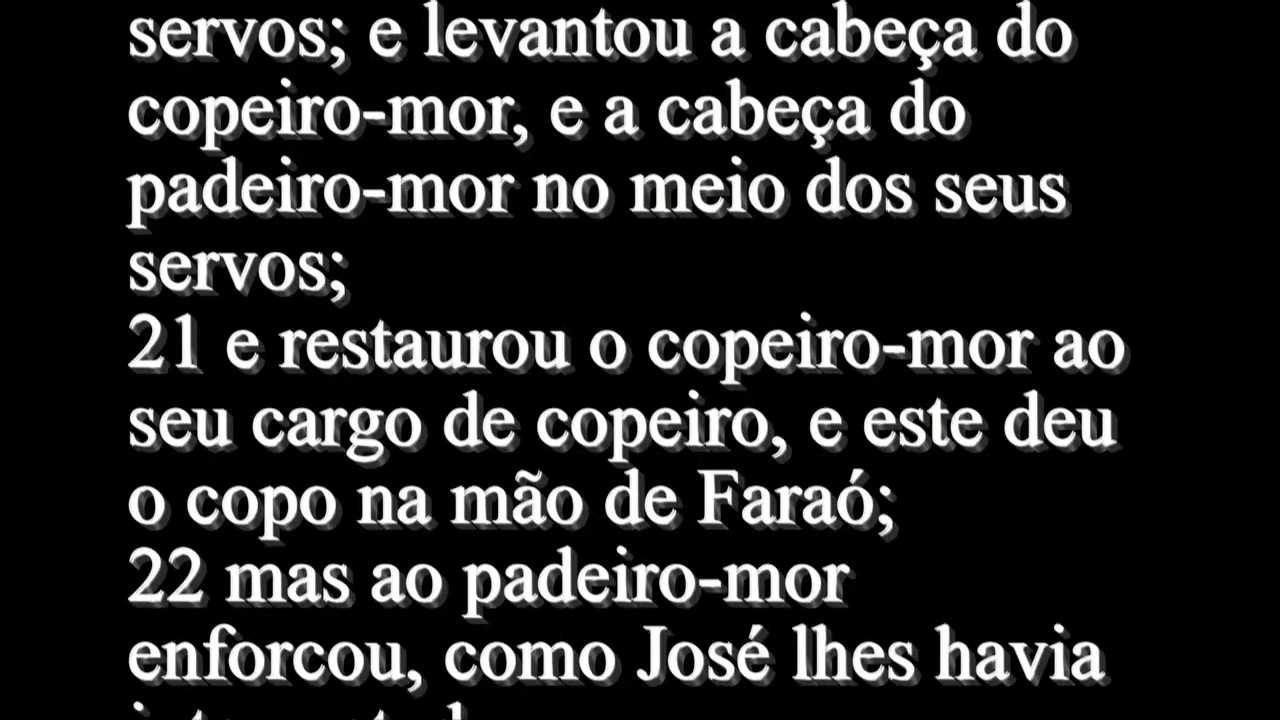 servos; e levantou a cabeça do
copeiro-mor, e a cabeça do
padeiro-mor no meio dos seus
servos;
21 e restaurou o copeiro-mor ao
seu cargo de copeiro, e este deu
o copo na mão de Faraó;
22 mas ao padeiro-mor
enforcou, como José lhes havia